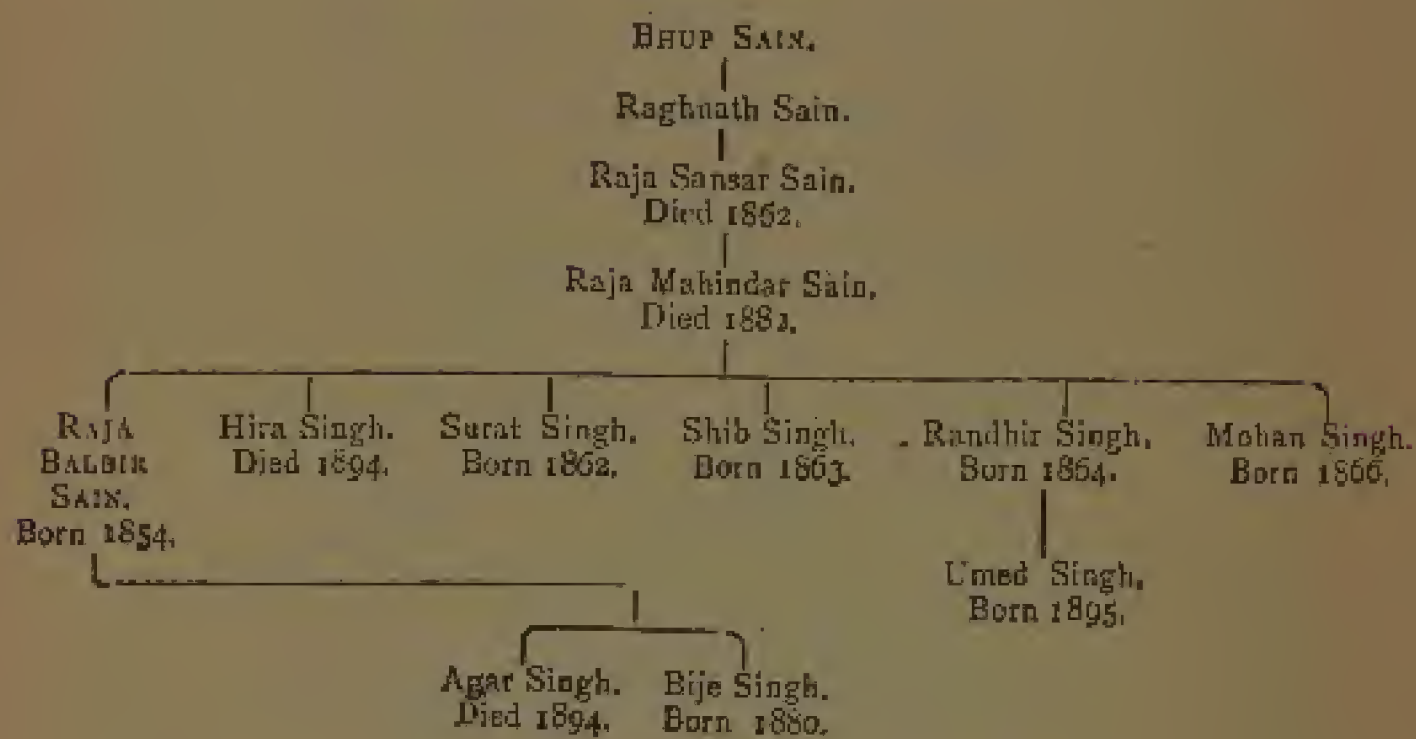 BHUP SAIN.
Raghnath Sain.
Raja Sansar Sain.
Died 1862.
Raja Mahindar Sain.
Died 1882.
RAJA
BALBIR
SAIN.
Born 1854.
Hira Singh.
Died 1894.
Surat Singh.
Born 1862.
Shib Singh.
Born 1863.
Randhir Singh.
Born 1864.
Mohan Singh.
Born 1866.
Umed Singh.
Born 1895.
Agar Singh.
Died 1894.
Bije Singh.
Born 1880.